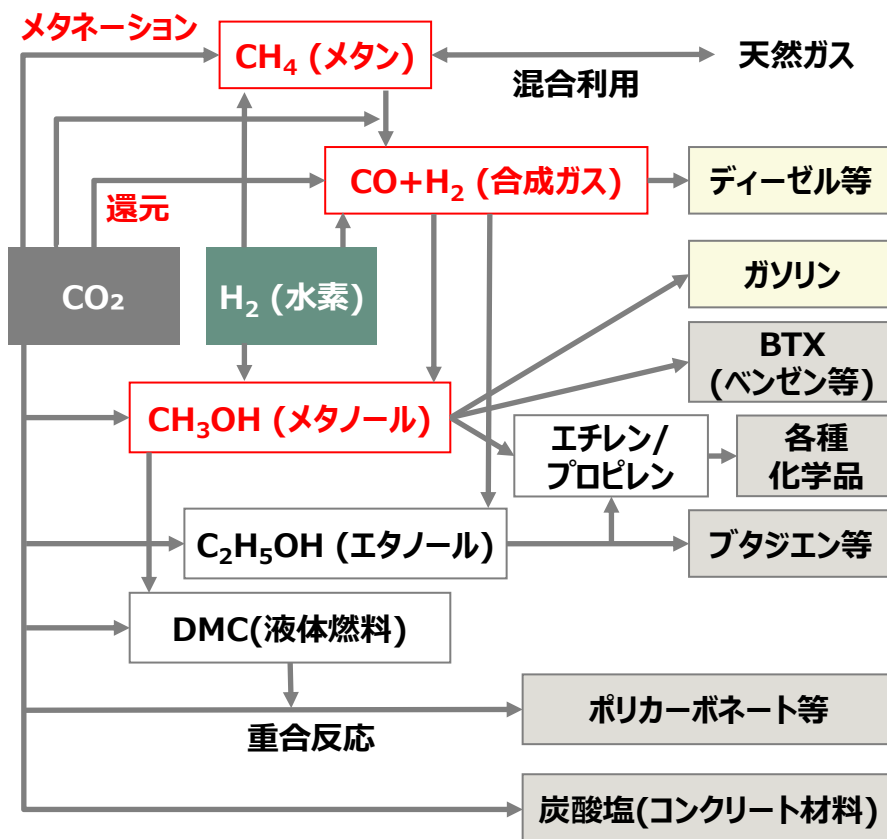 メタネーション
CH₄ (メタン)
天然ガス
混合利用
CO+H₂ (合成ガス)
ディーゼル等
還元
CO₂
H₂ (水素)
ガソリン
BTX
(ベンゼン等)
CH₃OH (メタノール)
エチレン/
プロピレン
各種
化学品
C₂H₅OH (エタノール)
ブタジエン等
DMC(液体燃料)
ポリカーボネート等
重合反応
炭酸塩(コンクリート材料)